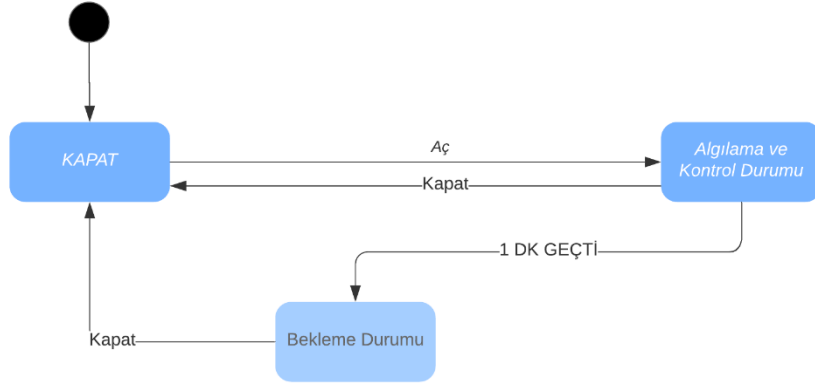 KAPAT
Aç
Algılama ve
Kontrol Durumu
Kapat
1 DK GEÇTİ
Bekleme Durumu
Kapat